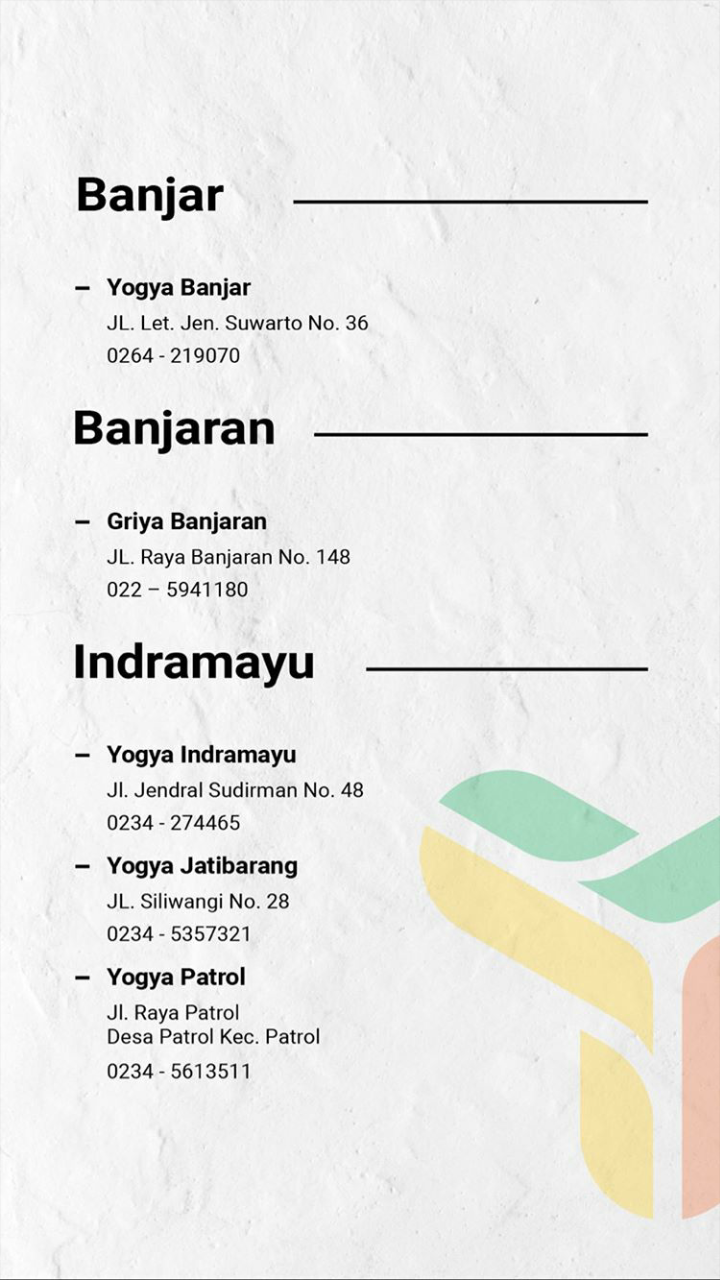 Banjar
– Yogya Banjar
JL. Let. Jen. Suwarto No. 36
0264 - 219070
Banjaran
– Griya Banjaran
JL. Raya Banjaran No. 148
022 – 5941180
Indramayu
– Yogya Indramayu
Jl. Jendral Sudirman No. 48
0234 - 274465
– Yogya Jatibarang
JL. Siliwangi No. 28
0234 - 5357321
– Yogya Patrol
Jl. Raya Patrol
Desa Patrol Kec. Patrol
0234 - 5613511